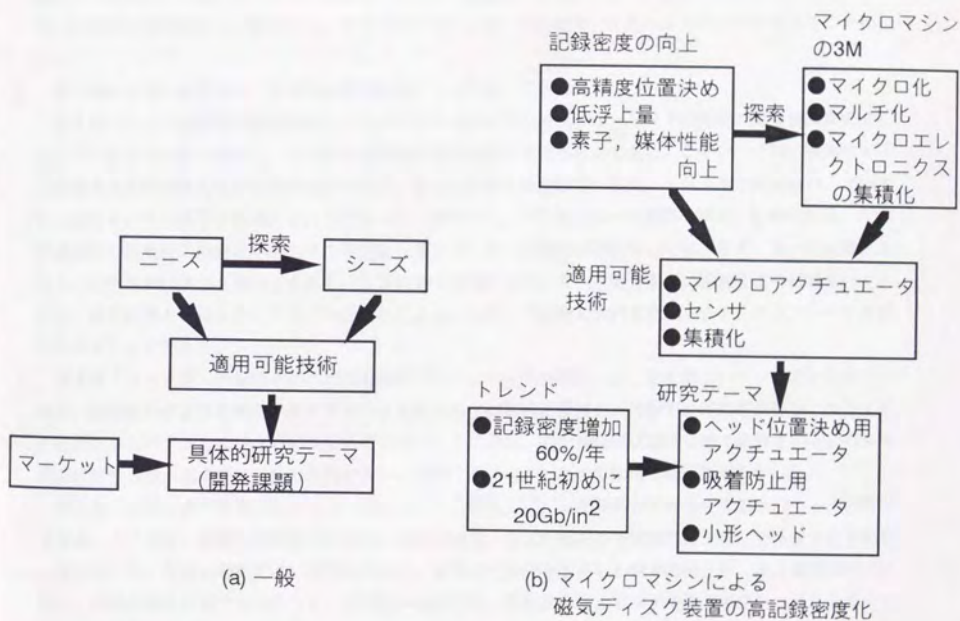 探索
ニーズ
シーズ
適用可能技術
マーケット
具体的研究テーマ
(開発課題)
(a) 一般
記録密度の向上
●高精度位置決め
●低浮上量
●素子，媒体性能
向上
探索
マイクロマシン
の3M
●マイクロ化
●マルチ化
●マイクロエレ
クトロニクス
の集積化
適用可能
技術
●マイクロアクチュエータ
●センサ
●集積化
トレンド
●記録密度増加
60%/年
●21世紀初めに
20Gb/in2
研究テーマ
●ヘッド位置決め用
アクチュエータ
●吸着防止用
アクチュエータ
●小形ヘッド
(b) マイクロマシンによる
磁気ディスク装置の高記録密度化